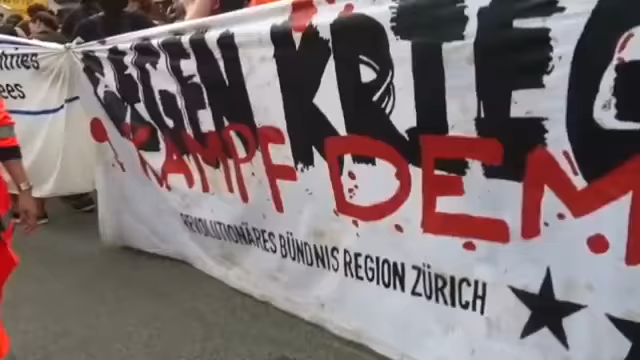 GEGEN KRIEG
KAMPF DEM
REVOLUTIONÄRES BÜNDNIS REGION ZÜRICH